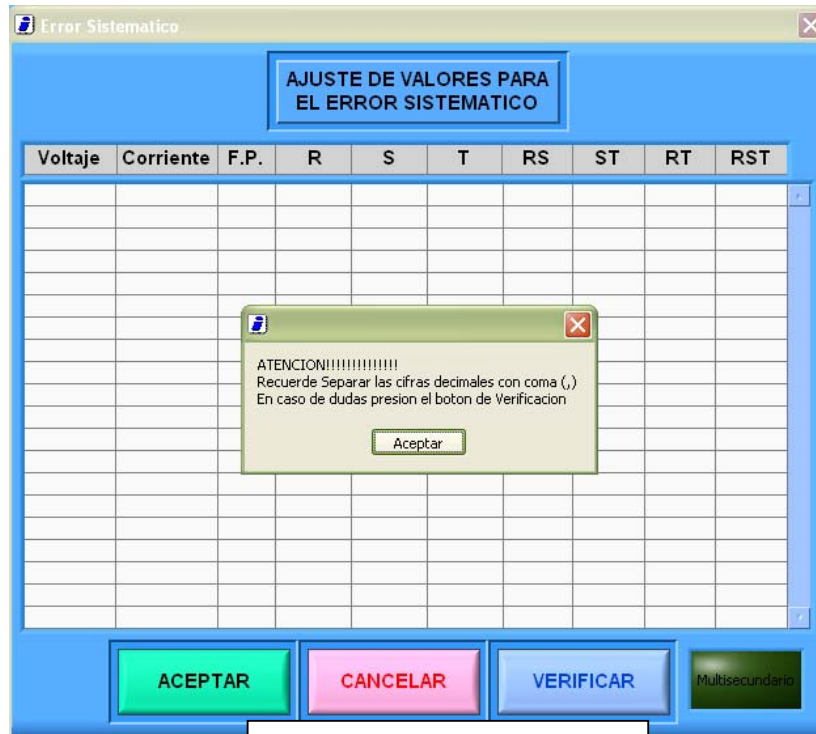 Error Sistematico
AJUSTE DE VALORES PARA
EL ERROR SISTEMATICO
Voltaje Corriente F.P. R S T RS ST RT RST
ATENCION!!!!!!!!!!!!!!
Recuerde Separar las cifras decimales con coma (,)
En caso de dudas presion el boton de Verificacion
Aceptar
ACEPTAR CANCELAR VERIFICAR Multisecundario